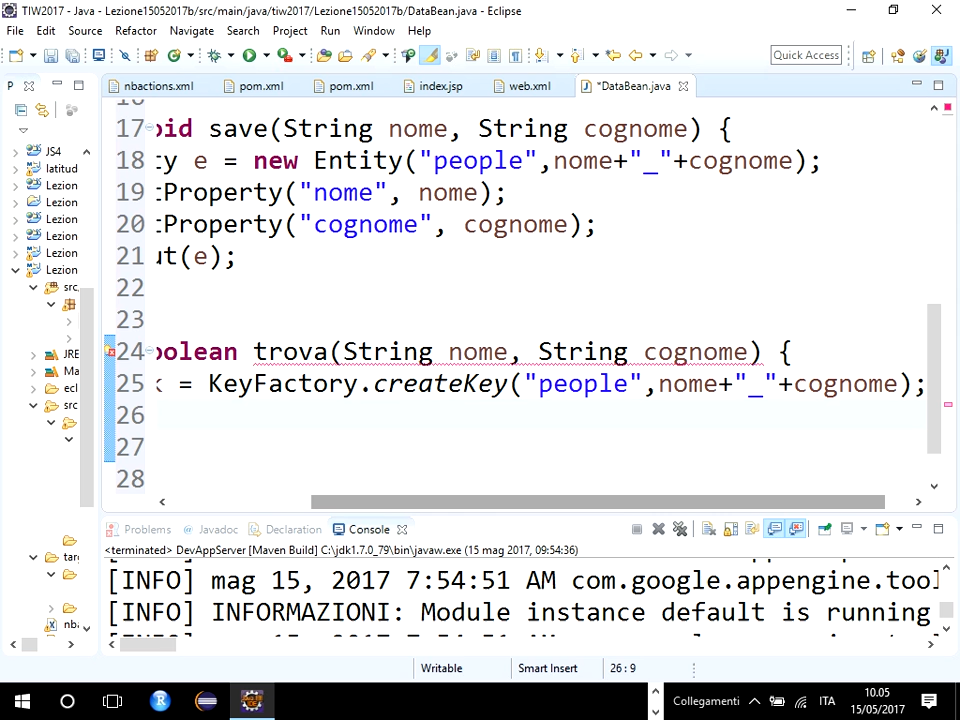 TIW2017 - Java - Lezione15052017b/src/main/java/tiw2017/Lezione15052017b/DataBean.java - Eclipse
File Edit Source Refactor Navigate Search Project Run Window Help
Quick Access
P
nbactions.xml pom.xml pom.xml index.jsp web.xml *DataBean.java
JS4
latitud
Lezion
Lezion
Lezion
Lezion
Lezion
Lezion
src,
JRE
Ma
ecl
src
targ
nba
17 oid save(String nome, String cognome) {
18 ty e = new Entity("people",nome+"_"+cognome);
19 tProperty("nome", nome);
20 tProperty("cognome", cognome);
21 ut(e);
22
23
24 oolean trova(String nome, String cognome) {
25 k = KeyFactory.createKey("people",nome+"_"+cognome);
26
27
28
Problems @ Javadoc Declaration Console
<terminated> DevAppServer [Maven Build] C:\jdk1.7.0_79\bin\javaw.exe (15 mag 2017, 09:54:36)
[INFO] mag 15, 2017 7:54:51 AM com.google.appengine.tool
[INFO] INFORMAZIONI: Module instance default is running
Writable Smart Insert 26 : 9
Collegamenti ITA 10.05
15/05/2017